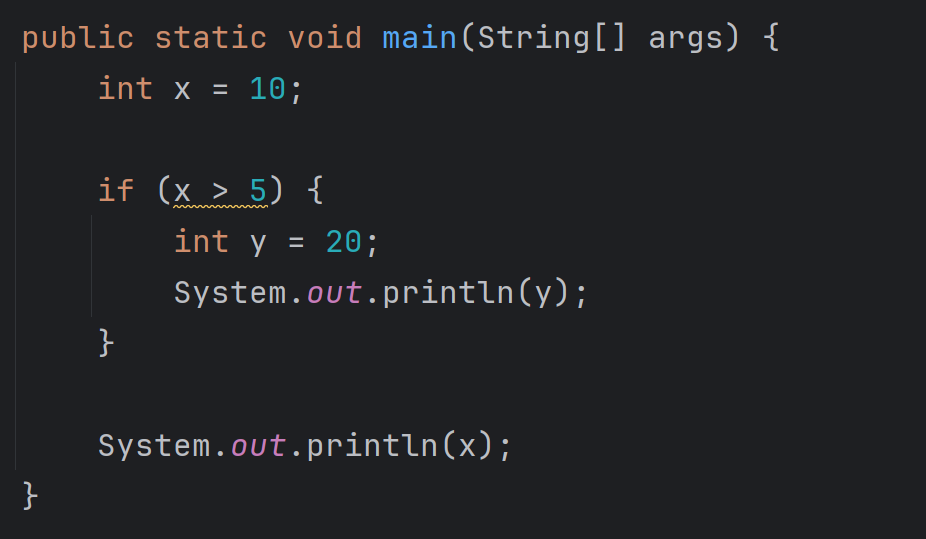 public static void main(String[] args) {
    int x = 10;

    if (x > 5) {
        int y = 20;
        System.out.println(y);
    }

    System.out.println(x);
}